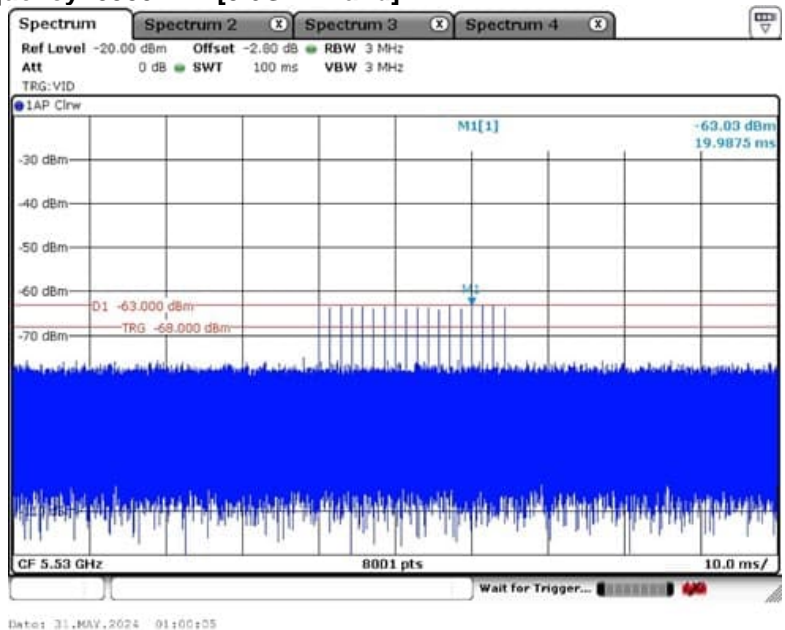 Spectrum Spectrum 2 X Spectrum 3 X Spectrum 4 X
Ref Level -20.00 dBm Offset -2.80 dB RBW 3 MHz
Att 0 dB SWT 100 ms VBW 3 MHz
TRG:VID
1AP Clrw
M1[1] -63.03 dBm
19.9875 ms
-30 dBm
-40 dBm
-50 dBm
-60 dBm
M1
D1 -63.000 dBm
TRG -68.000 dBm
-70 dBm
CF 5.53 GHz 8001 pts 10.0 ms/
Wait for Trigger...
Date: 31.MAY.2024 01:00:05